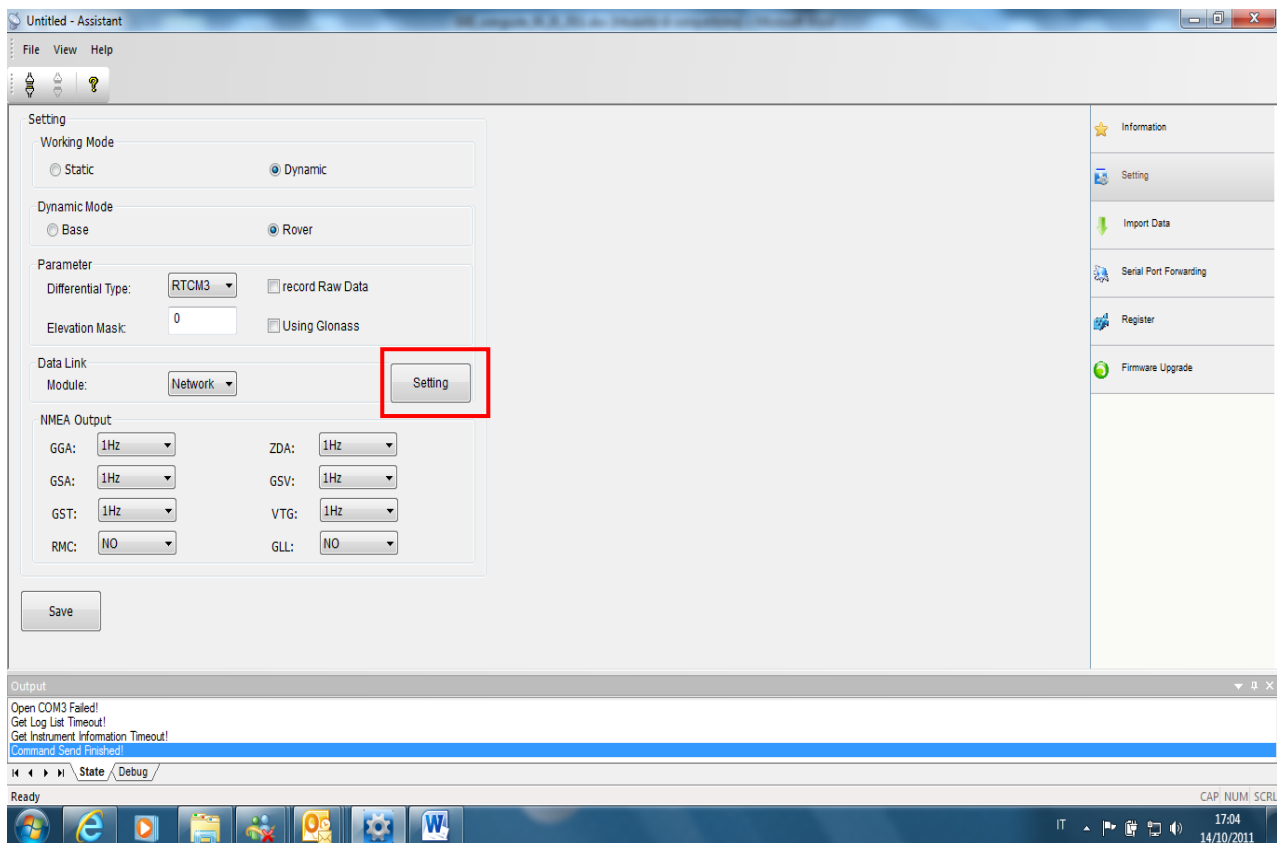 Untitled - Assistant
File View Help
Setting
Working Mode
Static Dynamic
Dynamic Mode
Base Rover
Parameter
Differential Type: RTCM3 record Raw Data
Elevation Mask: 0 Using Glonass
Data Link
Module: Network Setting
NMEA Output
GGA: 1Hz ZDA: 1Hz
GSA: 1Hz GSV: 1Hz
GST: 1Hz VTG: 1Hz
RMC: NO GLL: NO
Save
Information
Setting
Import Data
Serial Port Forwarding
Register
Firmware Upgrade
Output
Open COM3 Failed!
Get Log List Timeout!
Get Instrument Information Timeout!
Command Send Finished!
State Debug
Ready CAP NUM SCRL
IT 17:04
14/10/2011